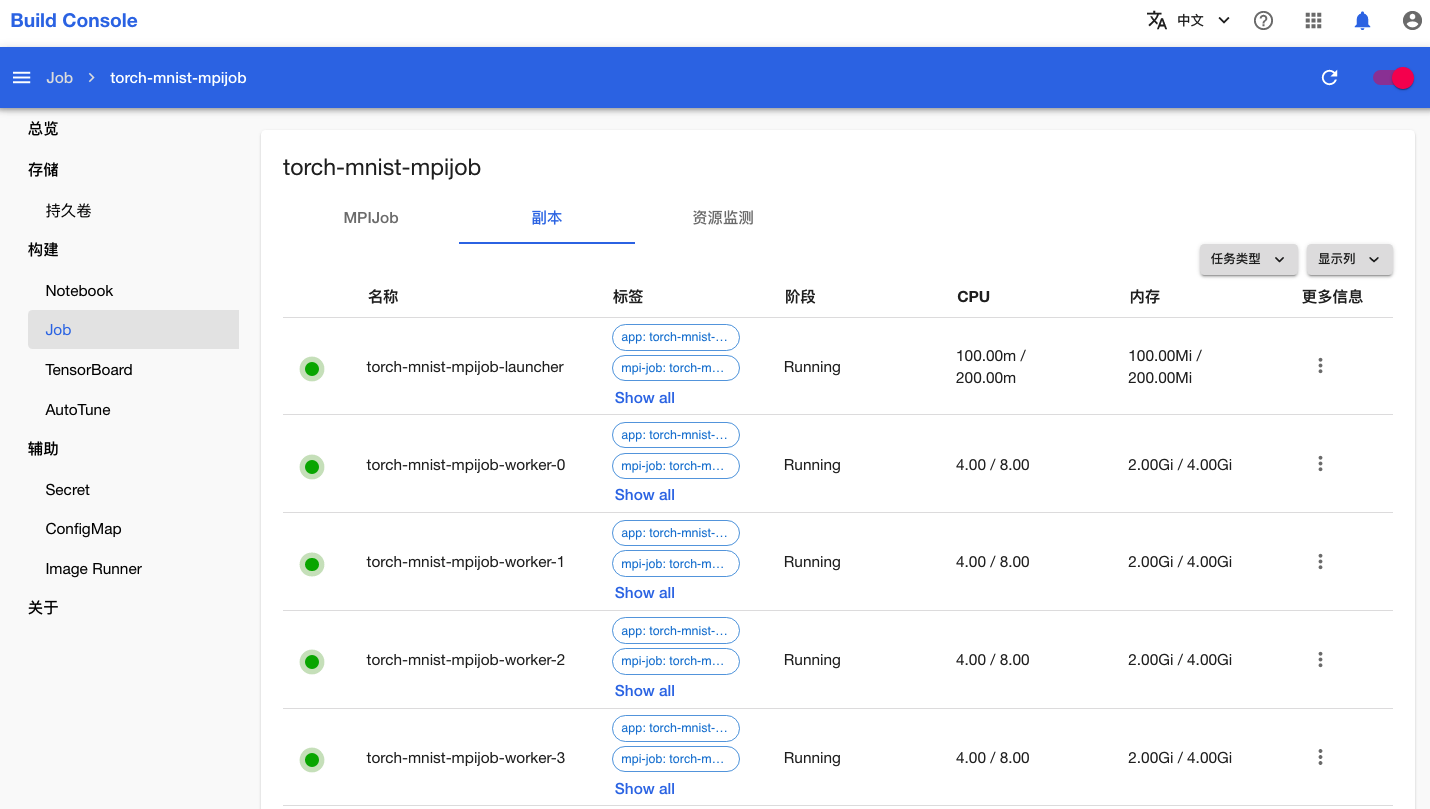 Build Console
中文
Job
torch-mnist-mpijob
总览
存储
持久卷
构建
Notebook
Job
TensorBoard
AutoTune
辅助
Secret
ConfigMap
Image Runner
关于
torch-mnist-mpijob
MPIJob 副本 资源监测
任务类型 显示列
名称 标签 阶段 CPU 内存 更多信息
app: torch-mnist-…
mpi-job: torch-m…
Show all
torch-mnist-mpijob-launcher Running 100.00m / 200.00m 100.00Mi / 200.00Mi
app: torch-mnist-…
mpi-job: torch-m…
Show all
torch-mnist-mpijob-worker-0 Running 4.00 / 8.00 2.00Gi / 4.00Gi
app: torch-mnist-…
mpi-job: torch-m…
Show all
torch-mnist-mpijob-worker-1 Running 4.00 / 8.00 2.00Gi / 4.00Gi
app: torch-mnist-…
mpi-job: torch-m…
Show all
torch-mnist-mpijob-worker-2 Running 4.00 / 8.00 2.00Gi / 4.00Gi
app: torch-mnist-…
mpi-job: torch-m…
Show all
torch-mnist-mpijob-worker-3 Running 4.00 / 8.00 2.00Gi / 4.00Gi